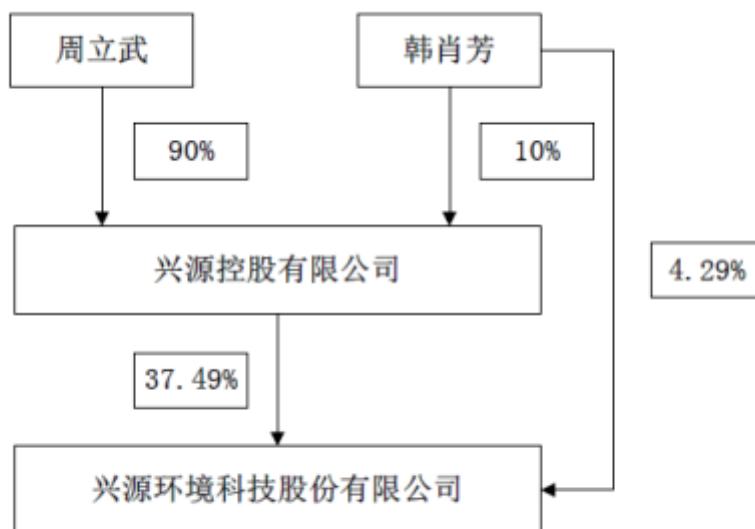 周立武
韩肖芳
90%
10%
兴源控股有限公司
4.29%
37.49%
兴源环境科技股份有限公司